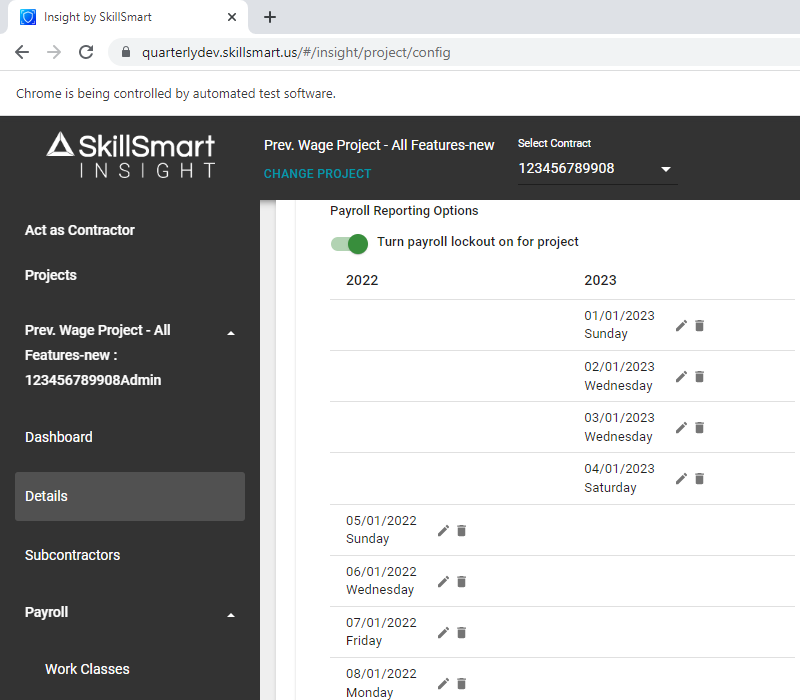 Insight by SkillSmart
quarterlydev.skillsmart.us/#/insight/project/config
Chrome is being controlled by automated test software.
SkillSmart
INSIGHT
Prev. Wage Project - All Features-new
CHANGE PROJECT
Select Contract
123456789908
Act as Contractor
Projects
Prev. Wage Project - All
Features-new :
123456789908Admin
Dashboard
Details
Subcontractors
Payroll
Work Classes
Payroll Reporting Options
Turn payroll lockout on for project
2022 2023
01/01/2023
Sunday
02/01/2023
Wednesday
03/01/2023
Wednesday
04/01/2023
Saturday
05/01/2022
Sunday
06/01/2022
Wednesday
07/01/2022
Friday
08/01/2022
Monday